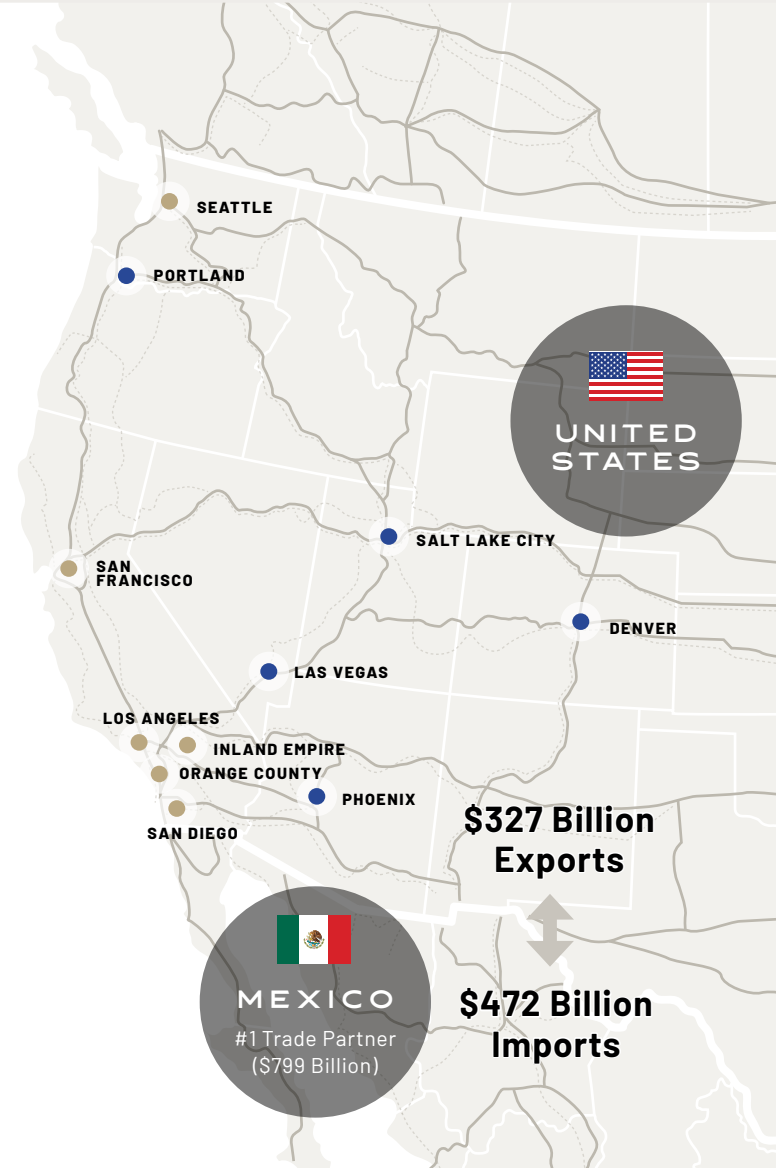 SEATTLE
PORTLAND
UNITED
STATES
SALT LAKE CITY
SAN
FRANCISCO
DENVER
LAS VEGAS
LOS ANGELES
INLAND EMPIRE
ORANGE COUNTY
PHOENIX
SAN DIEGO
$327 Billion
Exports
MEXICO
#1 Trade Partner
($799 Billion)
$472 Billion
Imports